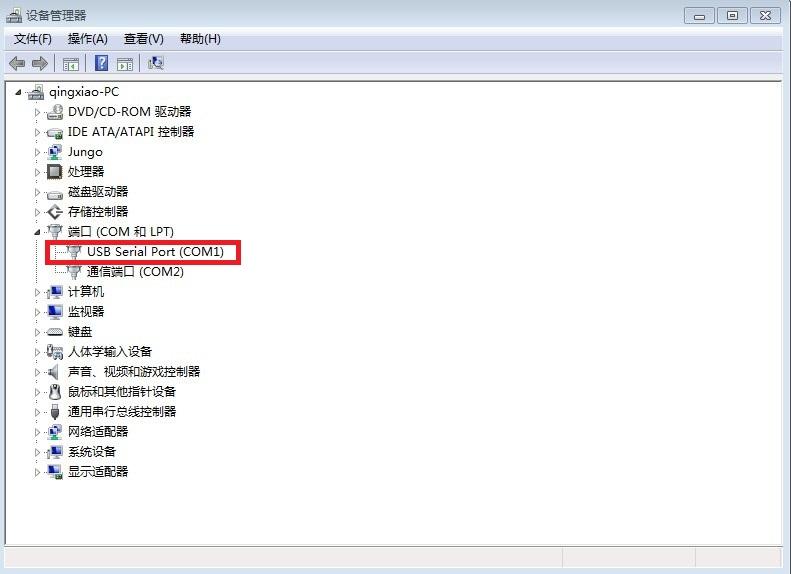 设备管理器
文件(F) 操作(A) 查看(V) 帮助(H)
qingxiao-PC
DVD/CD-ROM 驱动器
IDE ATA/ATAPI 控制器
Jungo
处理器
磁盘驱动器
存储控制器
端口 (COM 和 LPT)
USB Serial Port (COM1)
通信端口 (COM2)
计算机
监视器
键盘
人体学输入设备
声音、视频和游戏控制器
鼠标和其他指针设备
通用串行总线控制器
网络适配器
系统设备
显示适配器